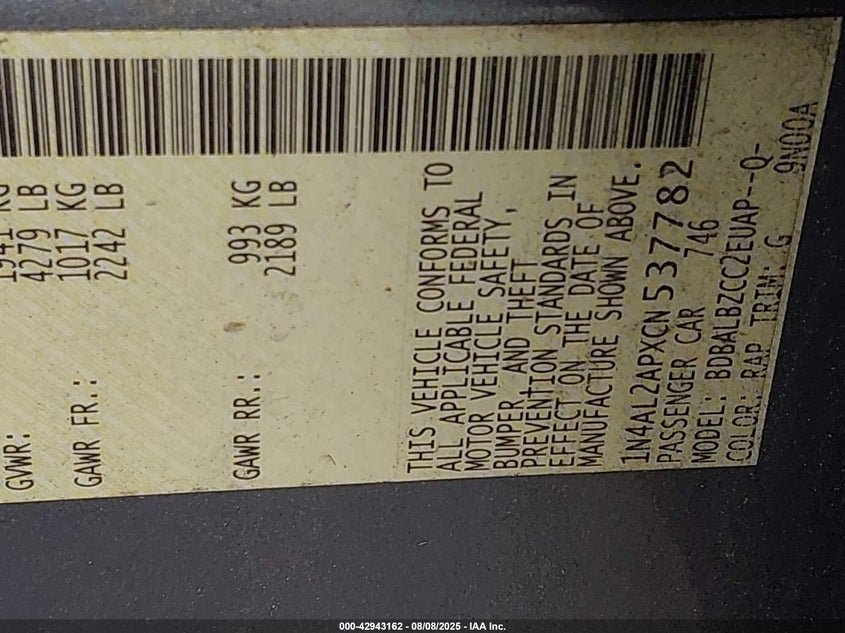 GVWR: 1941 KG
4279 LB
GAWR FR.: 1017 KG
2242 LB
GAWR RR.: 993 KG
2189 LB
THIS VEHICLE CONFORMS TO
ALL APPLICABLE FEDERAL
MOTOR VEHICLE SAFETY,
BUMPER, AND THEFT
PREVENTION STANDARDS IN
EFFECT ON THE DATE OF
MANUFACTURE SHOWN ABOVE.
1N4AL2APXCN537782
PASSENGER CAR 746
MODEL: BDBALBZCC2EUAP--Q-
COLOR: RAP TRIM: G 9N00A
000-42943162 - 08/08/2025 - IAA Inc.